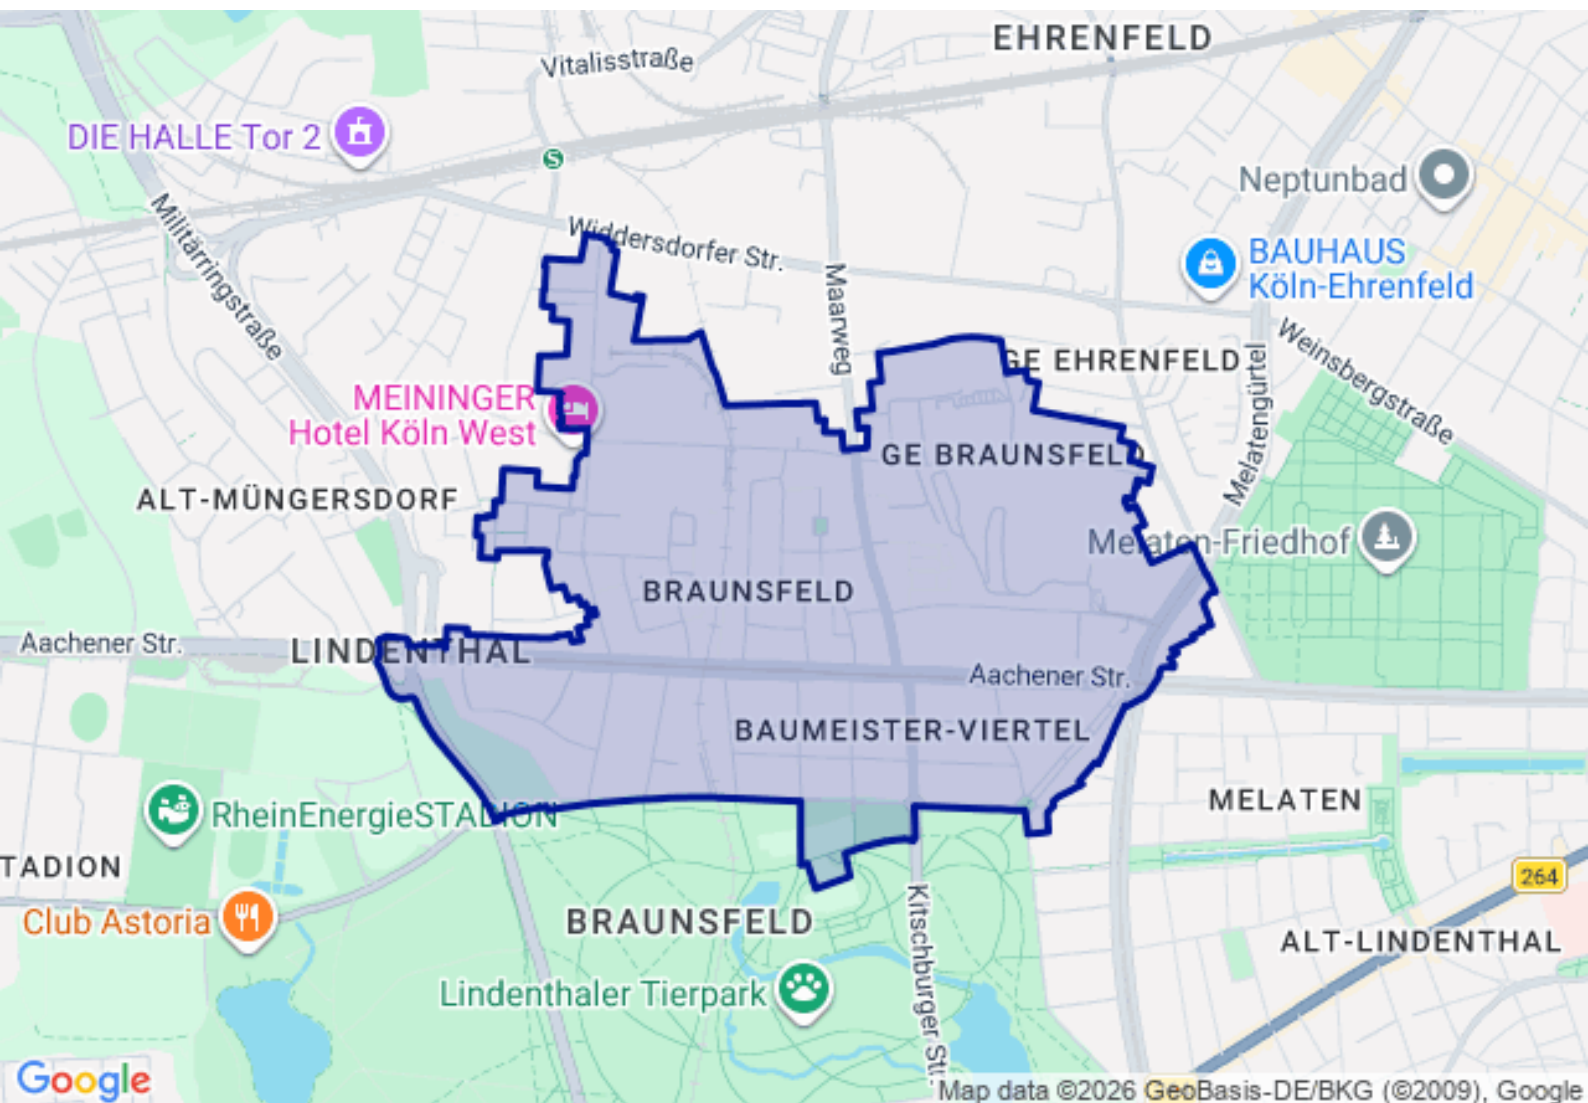 EHRENFELD
Vitalisstraße
DIE HALLE Tor 2
S
Neptunbad
Militärringstraße
Widdersdorfer Str.
BAUHAUS
Köln-Ehrenfeld
Maarweg
GE EHRENFELD
Weinsbergstraße
MEININGER
Hotel Köln West
Melatengürtel
GE BRAUNSFELD
ALT-MÜNGERSDORF
Melaten-Friedhof
BRAUNSFELD
Aachener Str.
LINDENTHAL
Aachener Str.
BAUMEISTER-VIERTEL
MELATEN
RheinEnergieSTADION
TADION
264
Club Astoria
BRAUNSFELD
Kitschburger Str.
ALT-LINDENTHAL
Lindenthaler Tierpark
Google
Map data ©2026 GeoBasis-DE/BKG (©2009), Google